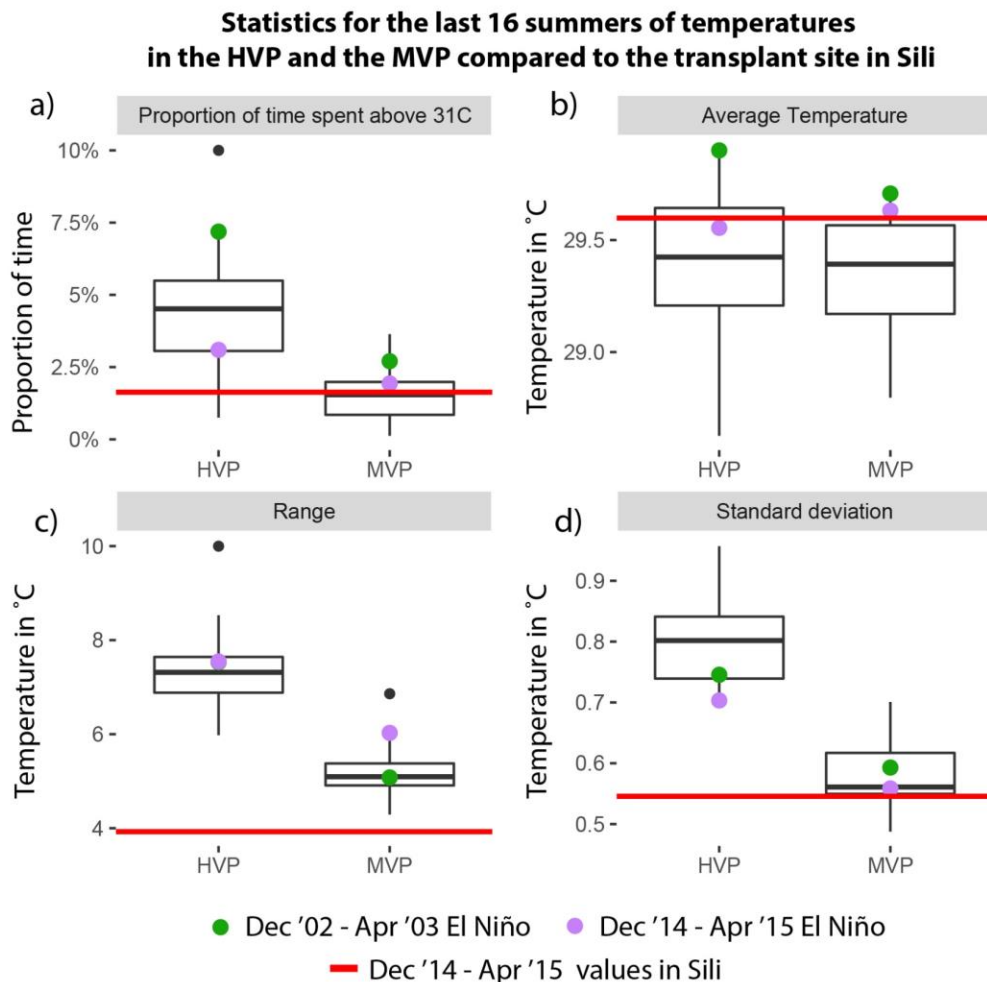 Statistics for the last 16 summers of temperatures
in the HVP and the MVP compared to the transplant site in Sili
a)
Proportion of time spent above 31C
Proportion of time
10%
7.5%
5%
2.5%
0%
HVP
MVP
b)
Average Temperature
Temperature in ˚C
29.5
29.0
HVP
MVP
c)
Range
Temperature in ˚C
10
8
6
4
HVP
MVP
d)
Standard deviation
Temperature in ˚C
0.9
0.8
0.7
0.6
0.5
HVP
MVP
Dec ’02 - Apr ’03 El Niño
Dec ’14 - Apr ’15 El Niño
Dec ’14 - Apr ’15 values in Sili